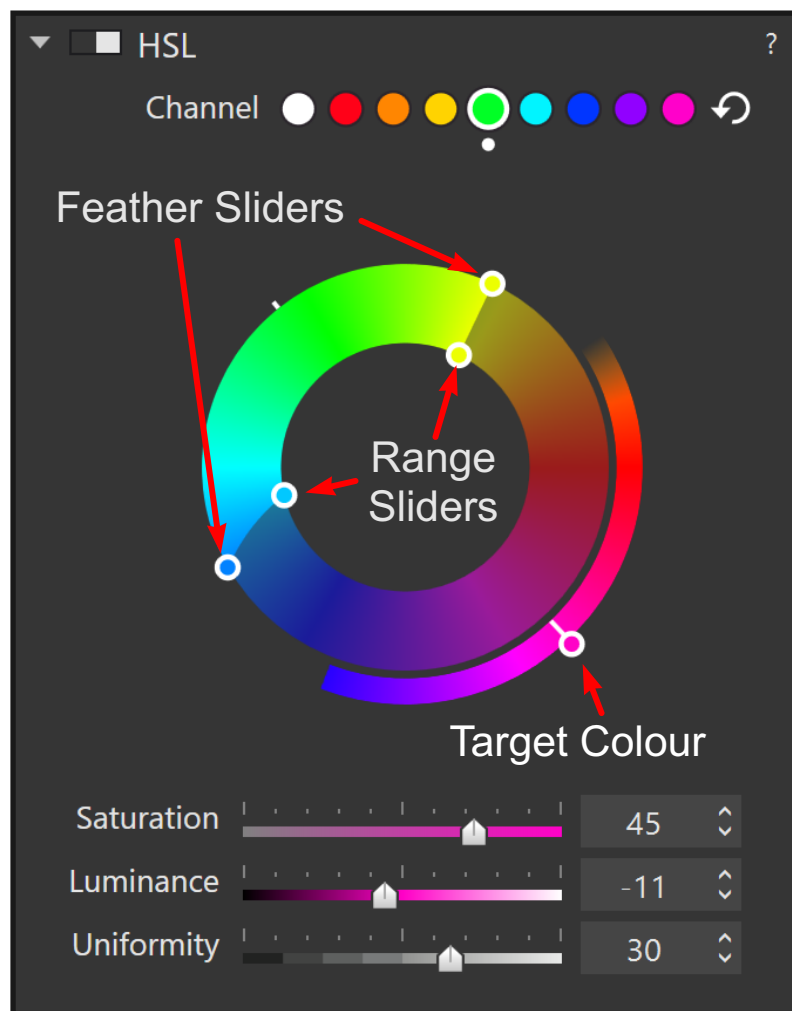 HSL ?
Channel
Feather Sliders
Range
Sliders
Target Colour
Saturation 45
Luminance -11
Uniformity 30